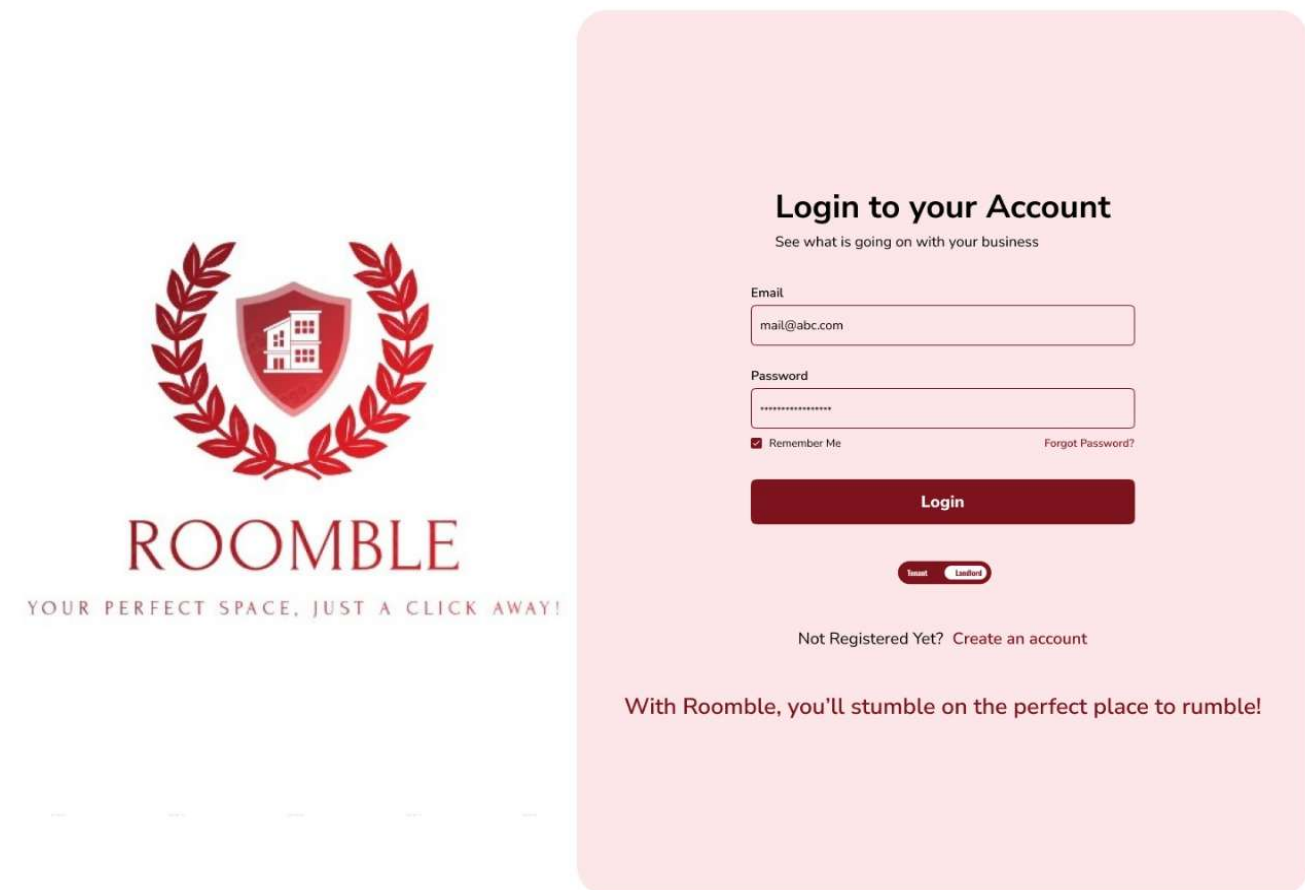 ROOMBLE
YOUR PERFECT SPACE, JUST A CLICK AWAY!
Login to your Account
See what is going on with your business
Email
mail@abc.com
Password
*****************
Remember Me
Forgot Password?
Login
Tenant
Landlord
Not Registered Yet? Create an account
With Roomble, you’ll stumble on the perfect place to rumble!